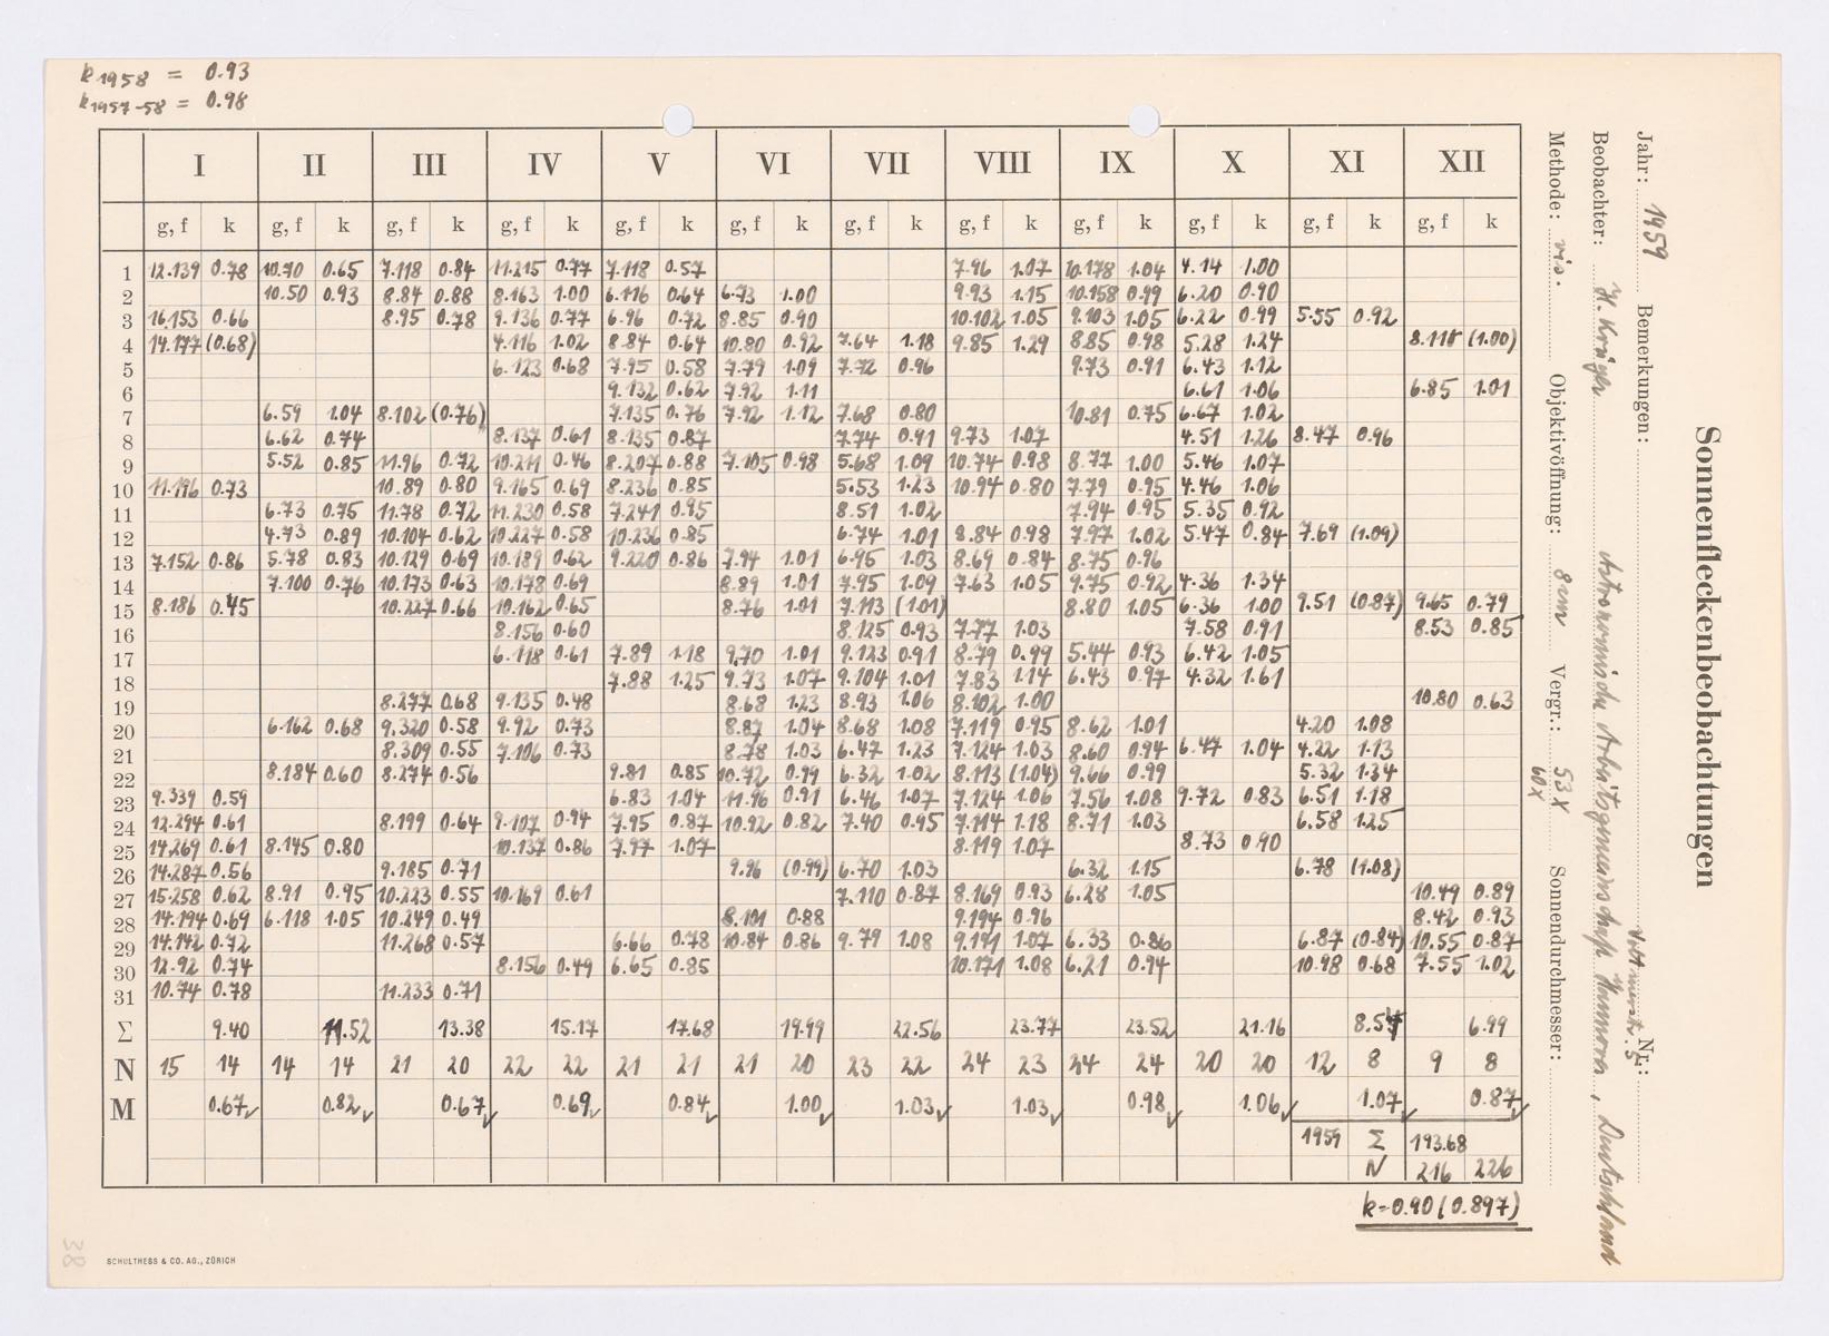 k1958 = 0.93
k1957-58 = 0.98
Sonnenfleckenbeobachtungen
Jahr: 1959 Bemerkungen: Nr.:
Beobachter: H. Krüger Astronomische Arbeitsgemeinschaft Hannover, Deutschland
Methode: vis. Objektivöffnung: 8cm Vergr.: 53x 60x Sonnendurchmesser:
I II III IV V VI VII VIII IX X XI XII
g, f k g, f k g, f k g, f k g, f k g, f k g, f k g, f k g, f k g, f k g, f k g, f k
1 12.139 0.78 10.70 0.65 7.118 0.84 11.215 0.77 7.118 0.57 7.96 1.07 10.178 1.04 4.14 1.00
2 10.50 0.93 8.84 0.88 8.163 1.00 6.116 0.64 6.73 1.00 9.93 1.15 10.158 0.99 6.20 0.90
3 16.153 0.66 8.95 0.78 9.136 0.77 6.96 0.72 8.85 0.90 10.102 1.05 9.103 1.05 6.22 0.99 5.55 0.92
4 14.177 (0.68) 4.116 1.02 8.84 0.64 10.80 0.92 7.64 1.18 9.85 1.29 8.85 0.98 5.28 1.24 8.118 (1.00)
5 6.123 0.68 7.95 0.58 7.79 1.09 7.72 0.96 9.73 0.91 6.43 1.12
6 9.132 0.62 7.92 1.11 6.61 1.06 6.85 1.01
7 6.59 1.04 8.102 (0.76) 7.135 0.76 7.92 1.12 7.68 0.80 10.81 0.75 6.67 1.02
8 6.62 0.74 8.137 0.61 8.135 0.87 7.74 0.91 9.73 1.07 4.51 1.26 8.47 0.96
9 5.52 0.85 11.96 0.72 10.211 0.46 8.207 0.88 7.105 0.98 5.68 1.09 10.74 0.98 8.77 1.00 5.46 1.07
10 11.196 0.73 10.89 0.80 9.165 0.69 8.236 0.85 5.53 1.23 10.94 0.80 7.79 0.95 4.46 1.06
11 6.73 0.75 11.78 0.72 11.230 0.58 7.241 0.95 8.51 1.02 7.94 0.95 5.35 0.92
12 4.73 0.89 10.104 0.62 10.227 0.58 10.236 0.85 6.74 1.01 8.84 0.98 7.97 1.02 5.47 0.84 7.69 (1.09)
13 7.152 0.86 5.78 0.83 10.129 0.69 10.189 0.62 9.220 0.86 7.94 1.01 6.95 1.03 8.69 0.84 8.75 0.96
14 7.100 0.76 10.173 0.63 10.178 0.69 8.89 1.01 7.95 1.09 7.63 1.05 9.75 0.92 4.36 1.34
15 8.186 0.45 10.227 0.66 10.162 0.65 8.76 1.01 7.113 (1.01) 8.80 1.05 6.36 1.00 9.51 (0.87) 9.65 0.79
16 8.156 0.60 8.125 0.93 7.77 1.03 7.58 0.91 8.53 0.85
17 6.118 0.61 7.89 1.18 9.70 1.01 9.123 0.91 8.79 0.99 5.44 0.93 6.42 1.05
18 7.88 1.25 9.73 1.07 9.104 1.01 7.83 1.14 6.43 0.97 4.32 1.61
19 8.277 0.68 9.135 0.48 8.68 1.23 8.93 1.06 8.102 1.00 10.80 0.63
20 6.162 0.68 9.320 0.58 9.92 0.73 8.87 1.04 8.68 1.08 7.119 0.95 8.62 1.01 4.20 1.08
21 8.309 0.55 7.106 0.73 8.78 1.03 6.47 1.23 7.124 1.03 8.60 0.94 6.47 1.04 4.22 1.13
22 8.184 0.60 8.274 0.56 9.81 0.85 10.72 0.99 6.32 1.02 8.113 (1.04) 9.66 0.99 5.32 1.34
23 9.339 0.59 6.83 1.04 11.96 0.91 6.46 1.07 7.124 1.06 7.56 1.08 9.72 0.83 6.51 1.18
24 12.294 0.61 8.199 0.64 9.107 0.94 7.95 0.87 10.92 0.82 7.40 0.95 7.114 1.18 8.71 1.03 6.58 1.25
25 14.269 0.61 8.145 0.80 10.137 0.86 7.97 1.07 8.119 1.07 8.73 0.90
26 14.287 0.56 9.185 0.71 9.96 (0.99) 6.70 1.03 6.32 1.15 6.78 (1.08)
27 15.258 0.62 8.91 0.95 10.223 0.55 10.169 0.61 7.110 0.87 8.169 0.93 6.28 1.05 10.49 0.89
28 14.194 0.69 6.118 1.05 10.249 0.49 8.101 0.88 9.194 0.96 8.42 0.93
29 14.142 0.72 11.268 0.57 6.66 0.78 10.84 0.86 9.79 1.08 9.191 1.07 6.33 0.86 6.87 (0.84) 10.55 0.87
30 12.92 0.74 8.156 0.49 6.65 0.85 10.171 1.08 6.21 0.94 10.98 0.68 7.55 1.02
31 10.74 0.78 11.233 0.71
Σ 9.40 11.52 13.38 15.17 17.68 19.99 22.56 23.77 23.52 21.16 8.54 6.99
N 15 14 14 14 21 20 22 22 21 21 21 20 23 22 24 23 24 24 20 20 12 8 9 8
M 0.67 0.82 0.67 0.69 0.84 1.00 1.03 1.03 0.98 1.06 1.07 0.87
1959 Σ 193.68
N 216 226
k=0.90 (0.897)
38
SCHULTHESS & CO. AG., ZÜRICH